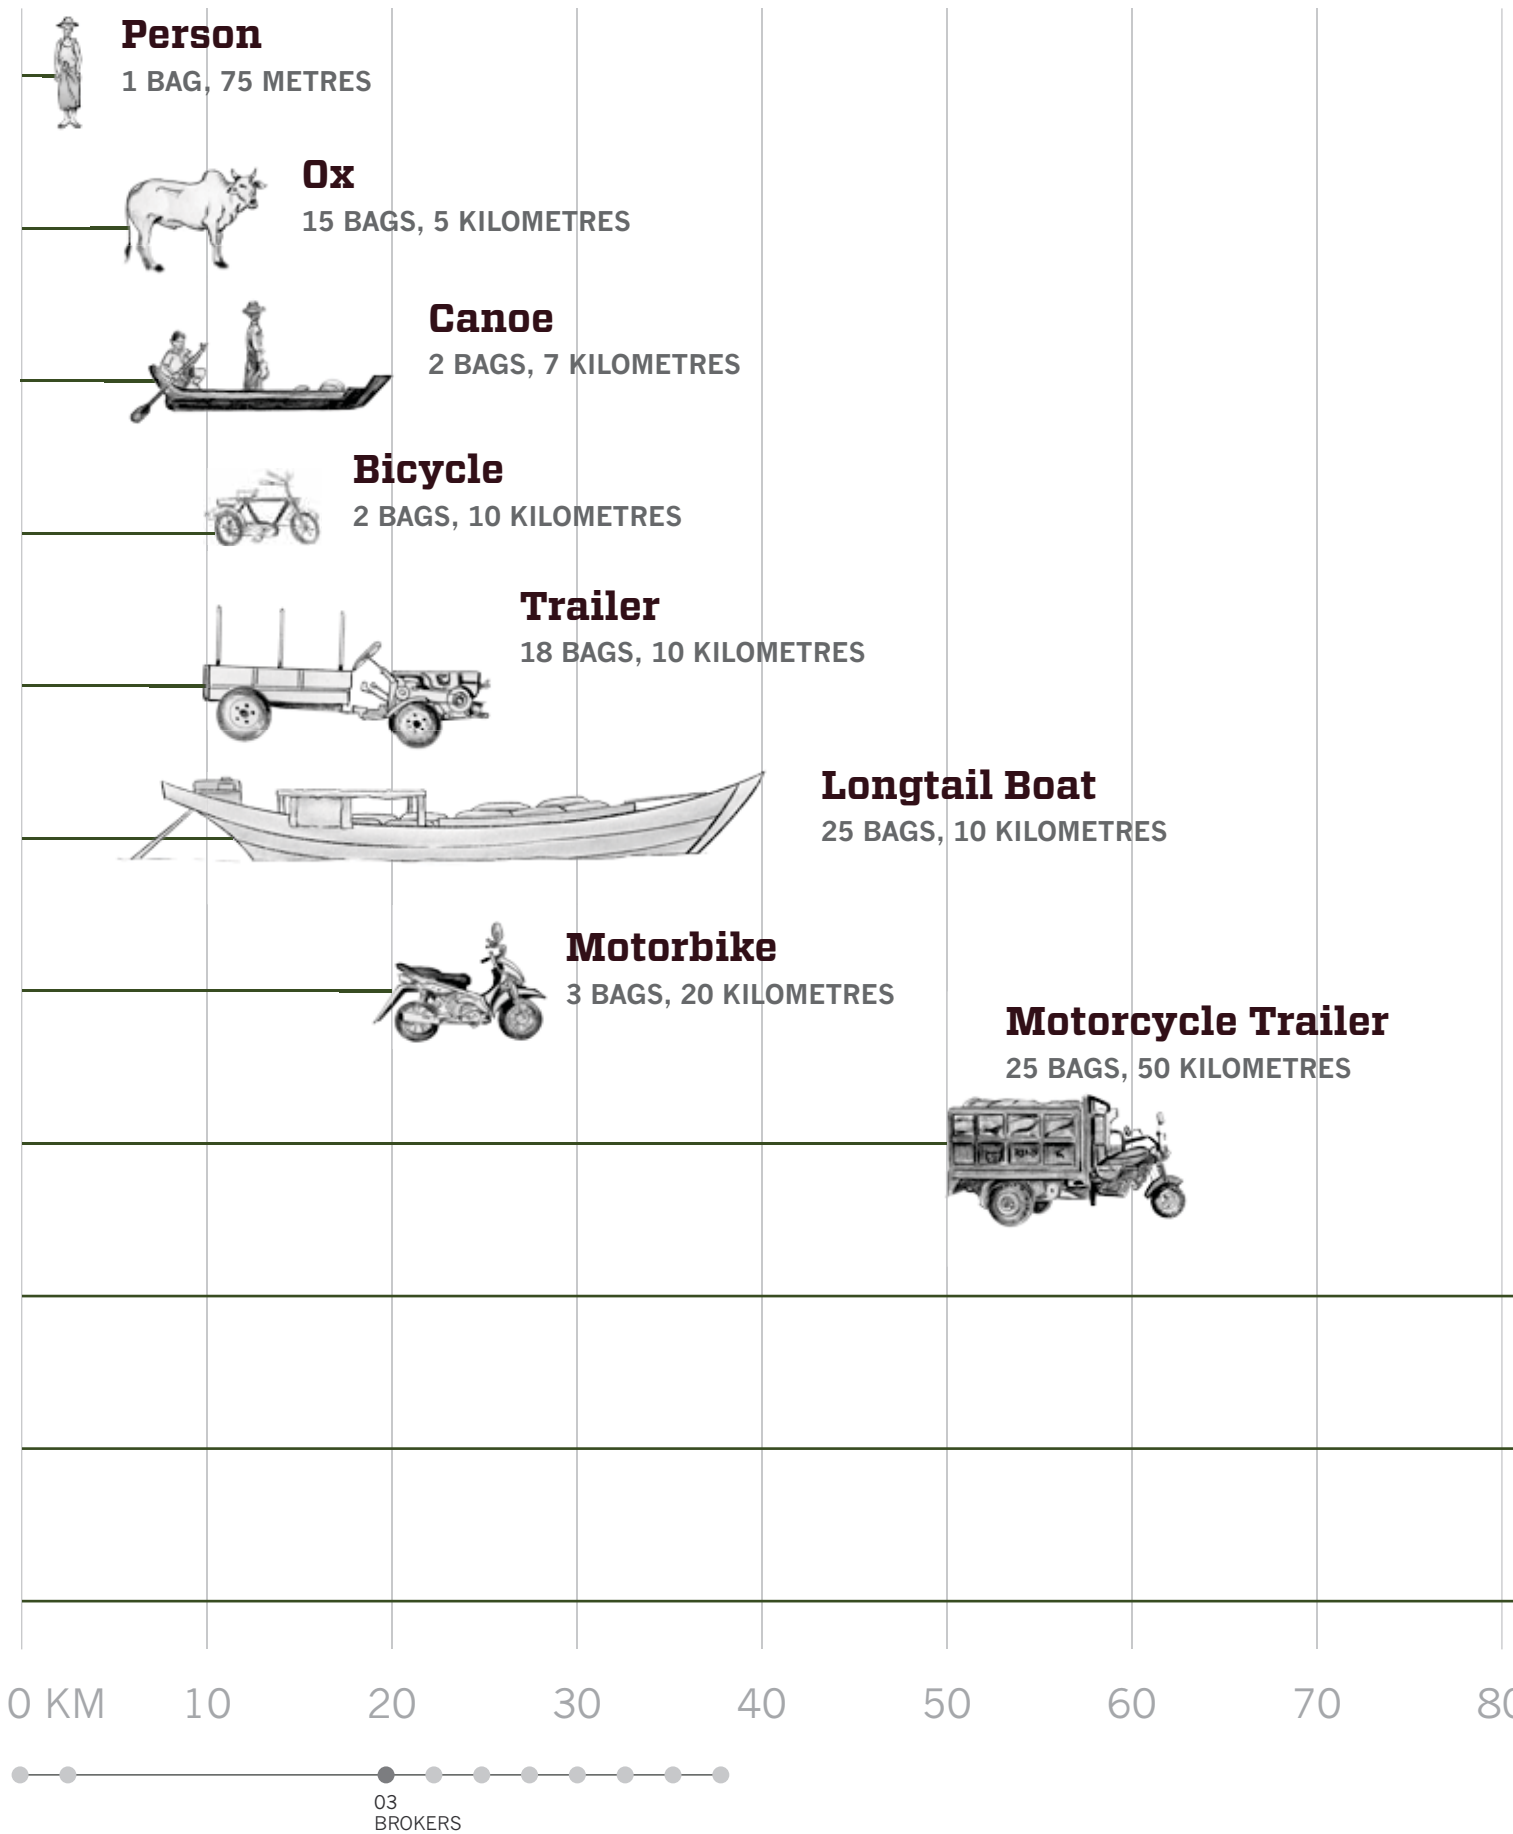 Person
1 BAG, 75 METRES
Ox
15 BAGS, 5 KILOMETRES
Canoe
2 BAGS, 7 KILOMETRES
Bicycle
2 BAGS, 10 KILOMETRES
Trailer
18 BAGS, 10 KILOMETRES
Longtail Boat
25 BAGS, 10 KILOMETRES
Motorbike
3 BAGS, 20 KILOMETRES
Motorcycle Trailer
25 BAGS, 50 KILOMETRES
0 KM 10 20 30 40 50 60 70 80
03
BROKERS